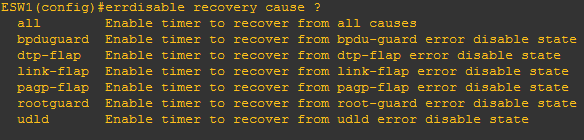 ESW1(config)#errdisable recovery cause ?
  all        Enable timer to recover from all causes
  bpduguard  Enable timer to recover from bpdu-guard error disable state
  dtp-flap   Enable timer to recover from dtp-flap error disable state
  link-flap  Enable timer to recover from link-flap error disable state
  pagp-flap  Enable timer to recover from pagp-flap error disable state
  rootguard  Enable timer to recover from root-guard error disable state
  udld       Enable timer to recover from udld error disable state